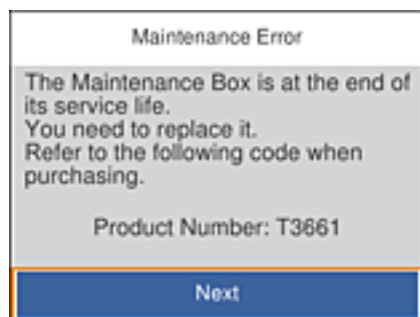 Maintenance Error
The Maintenance Box is at the end of
its service life.
You need to replace it.
Refer to the following code when
purchasing.
Product Number: T3661
Next